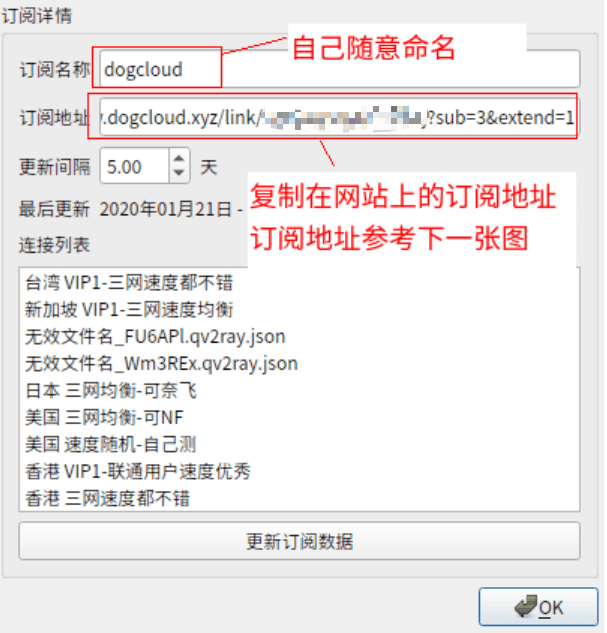 订阅详情
自己随意命名
订阅名称 dogcloud
订阅地址 .dogcloud.xyz/link/ ?sub=3&extend=1
更新间隔 5.00 天
最后更新 2020年01月21日 -
复制在网站上的订阅地址
订阅地址参考下一张图
连接列表
台湾 VIP1-三网速度都不错
新加坡 VIP1-三网速度均衡
无效文件名_FU6APl.qv2ray.json
无效文件名_Wm3REx.qv2ray.json
日本 三网均衡-可奈飞
美国 三网均衡-可NF
美国 速度随机-自己测
香港 VIP1-联通用户速度优秀
香港 三网速度都不错
更新订阅数据
OK